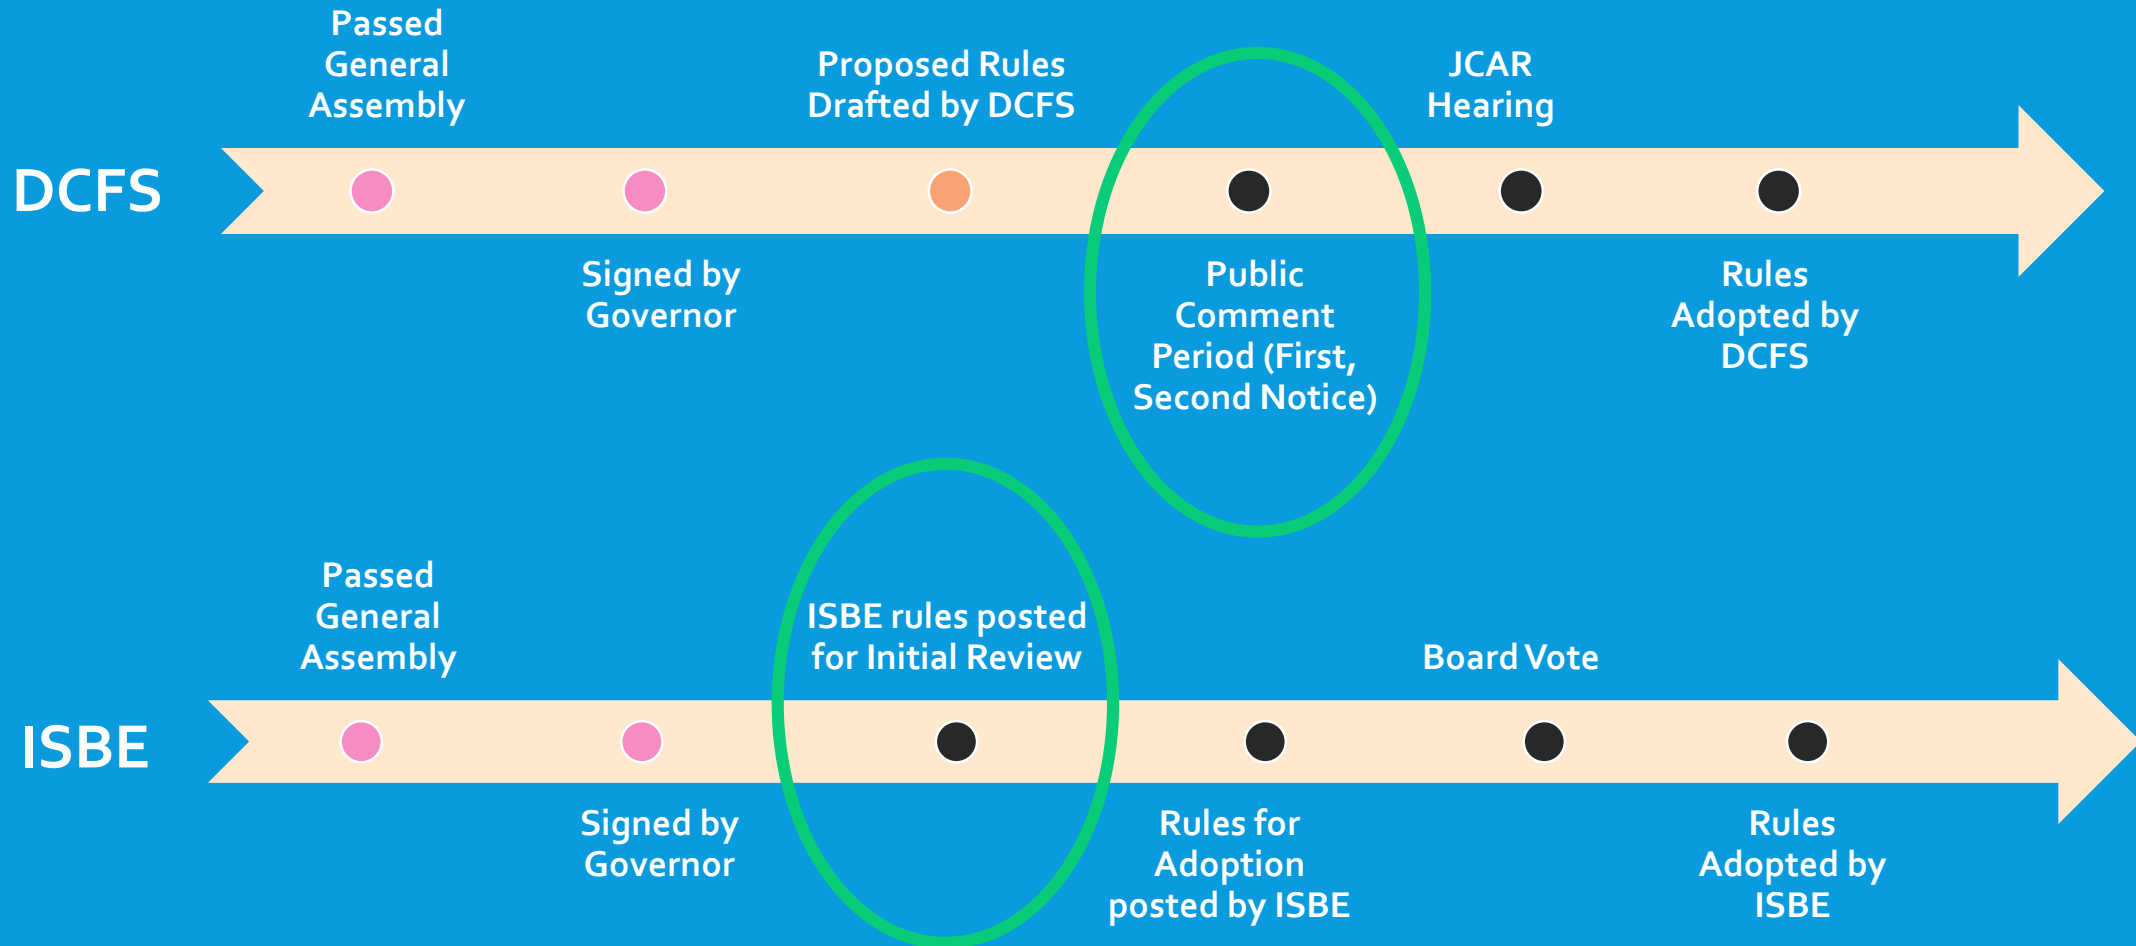 DCFS
Passed
General
Assembly
Signed by
Governor
Proposed Rules
Drafted by DCFS
Public
Comment
Period (First,
Second Notice)
JCAR
Hearing
Rules
Adopted by
DCFS
ISBE
Passed
General
Assembly
Signed by
Governor
ISBE rules posted
for Initial Review
Rules for
Adoption
posted by ISBE
Board Vote
Rules
Adopted by
ISBE